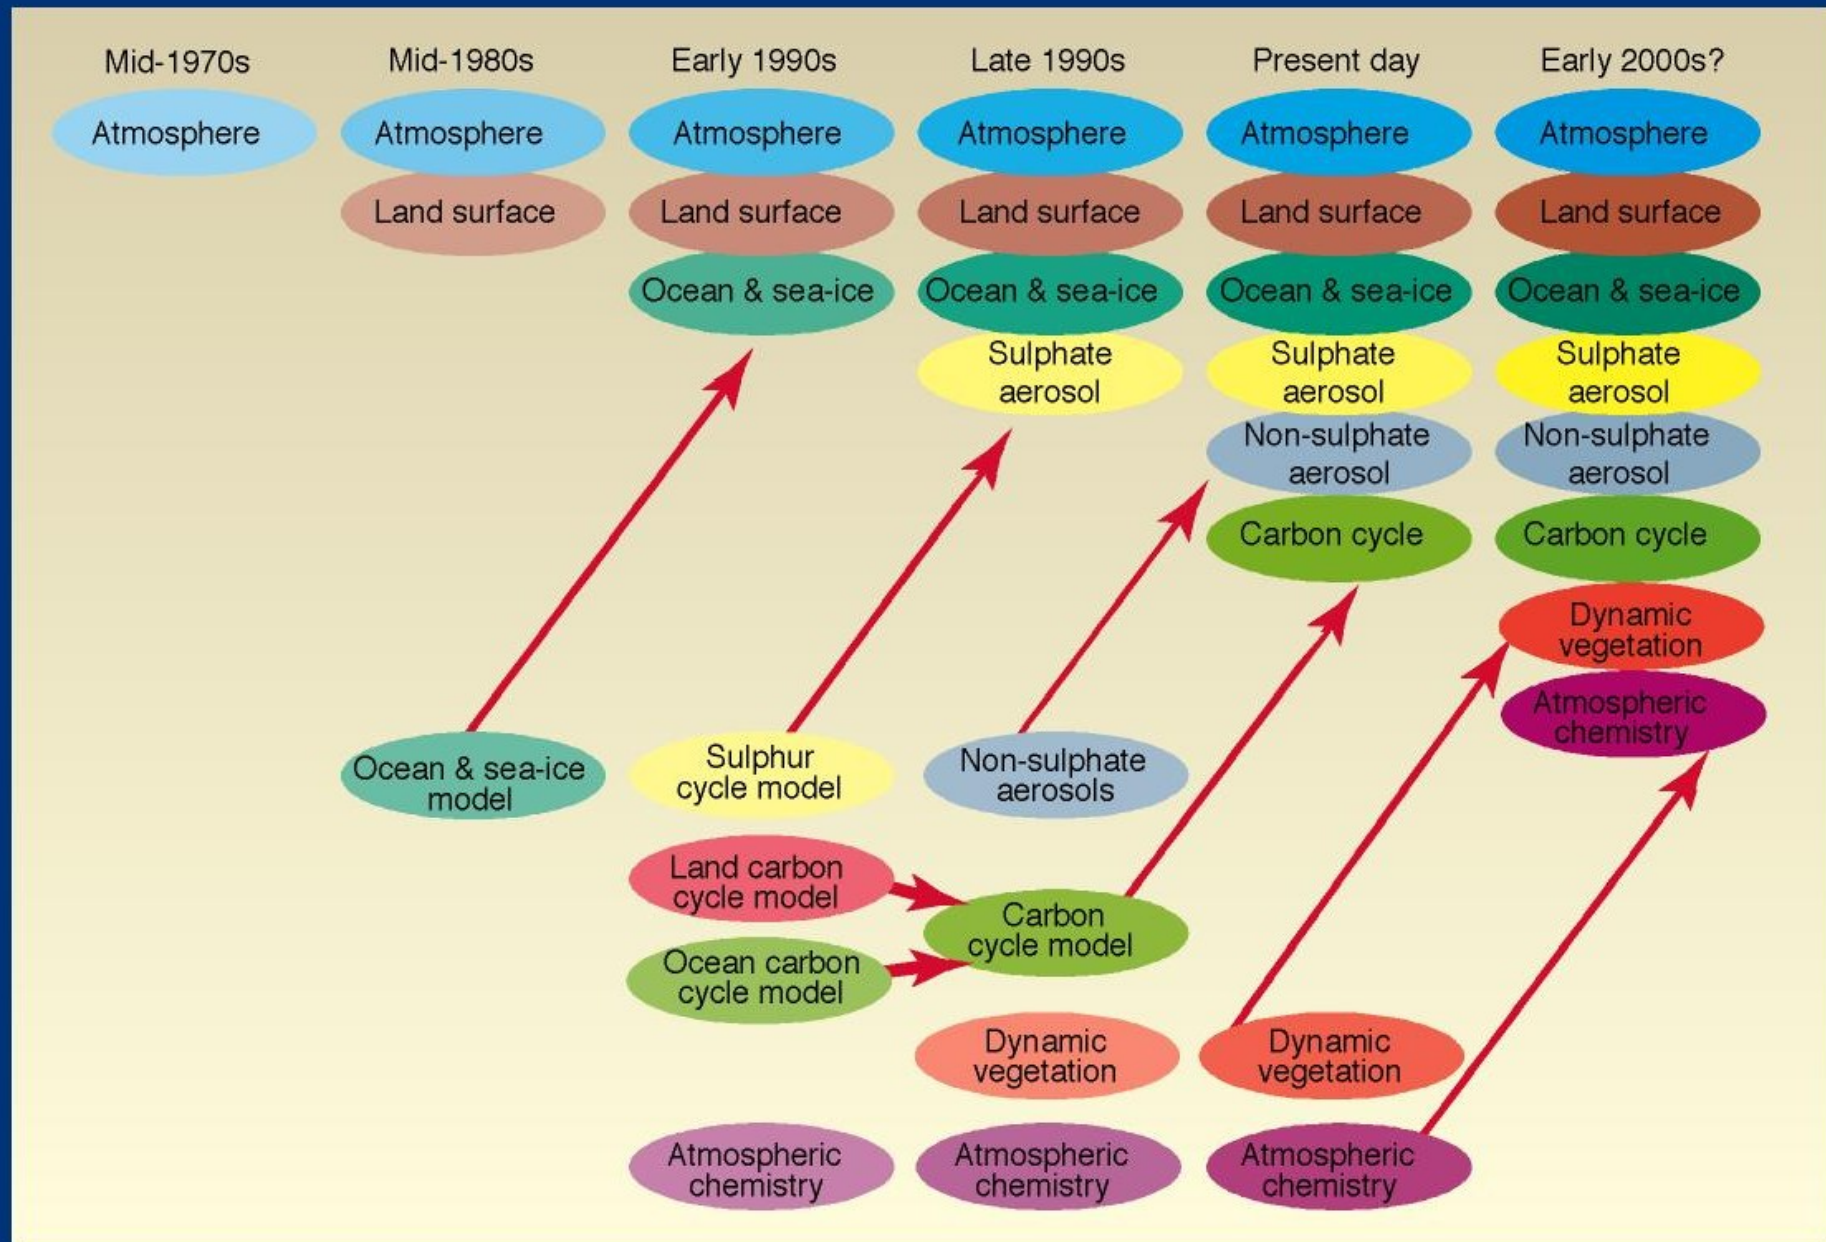 Mid-1970s
Mid-1980s
Early 1990s
Late 1990s
Present day
Early 2000s?
Atmosphere
Atmosphere
Atmosphere
Atmosphere
Atmosphere
Atmosphere
Land surface
Land surface
Land surface
Land surface
Land surface
Ocean & sea-ice
Ocean & sea-ice
Ocean & sea-ice
Ocean & sea-ice
Sulphate
aerosol
Sulphate
aerosol
Sulphate
aerosol
Non-sulphate
aerosol
Non-sulphate
aerosol
Carbon cycle
Carbon cycle
Dynamic
vegetation
Atmospheric
chemistry
Ocean & sea-ice
model
Sulphur
cycle model
Non-sulphate
aerosols
Land carbon
cycle model
Carbon
cycle model
Ocean carbon
cycle model
Dynamic
vegetation
Dynamic
vegetation
Atmospheric
chemistry
Atmospheric
chemistry
Atmospheric
chemistry